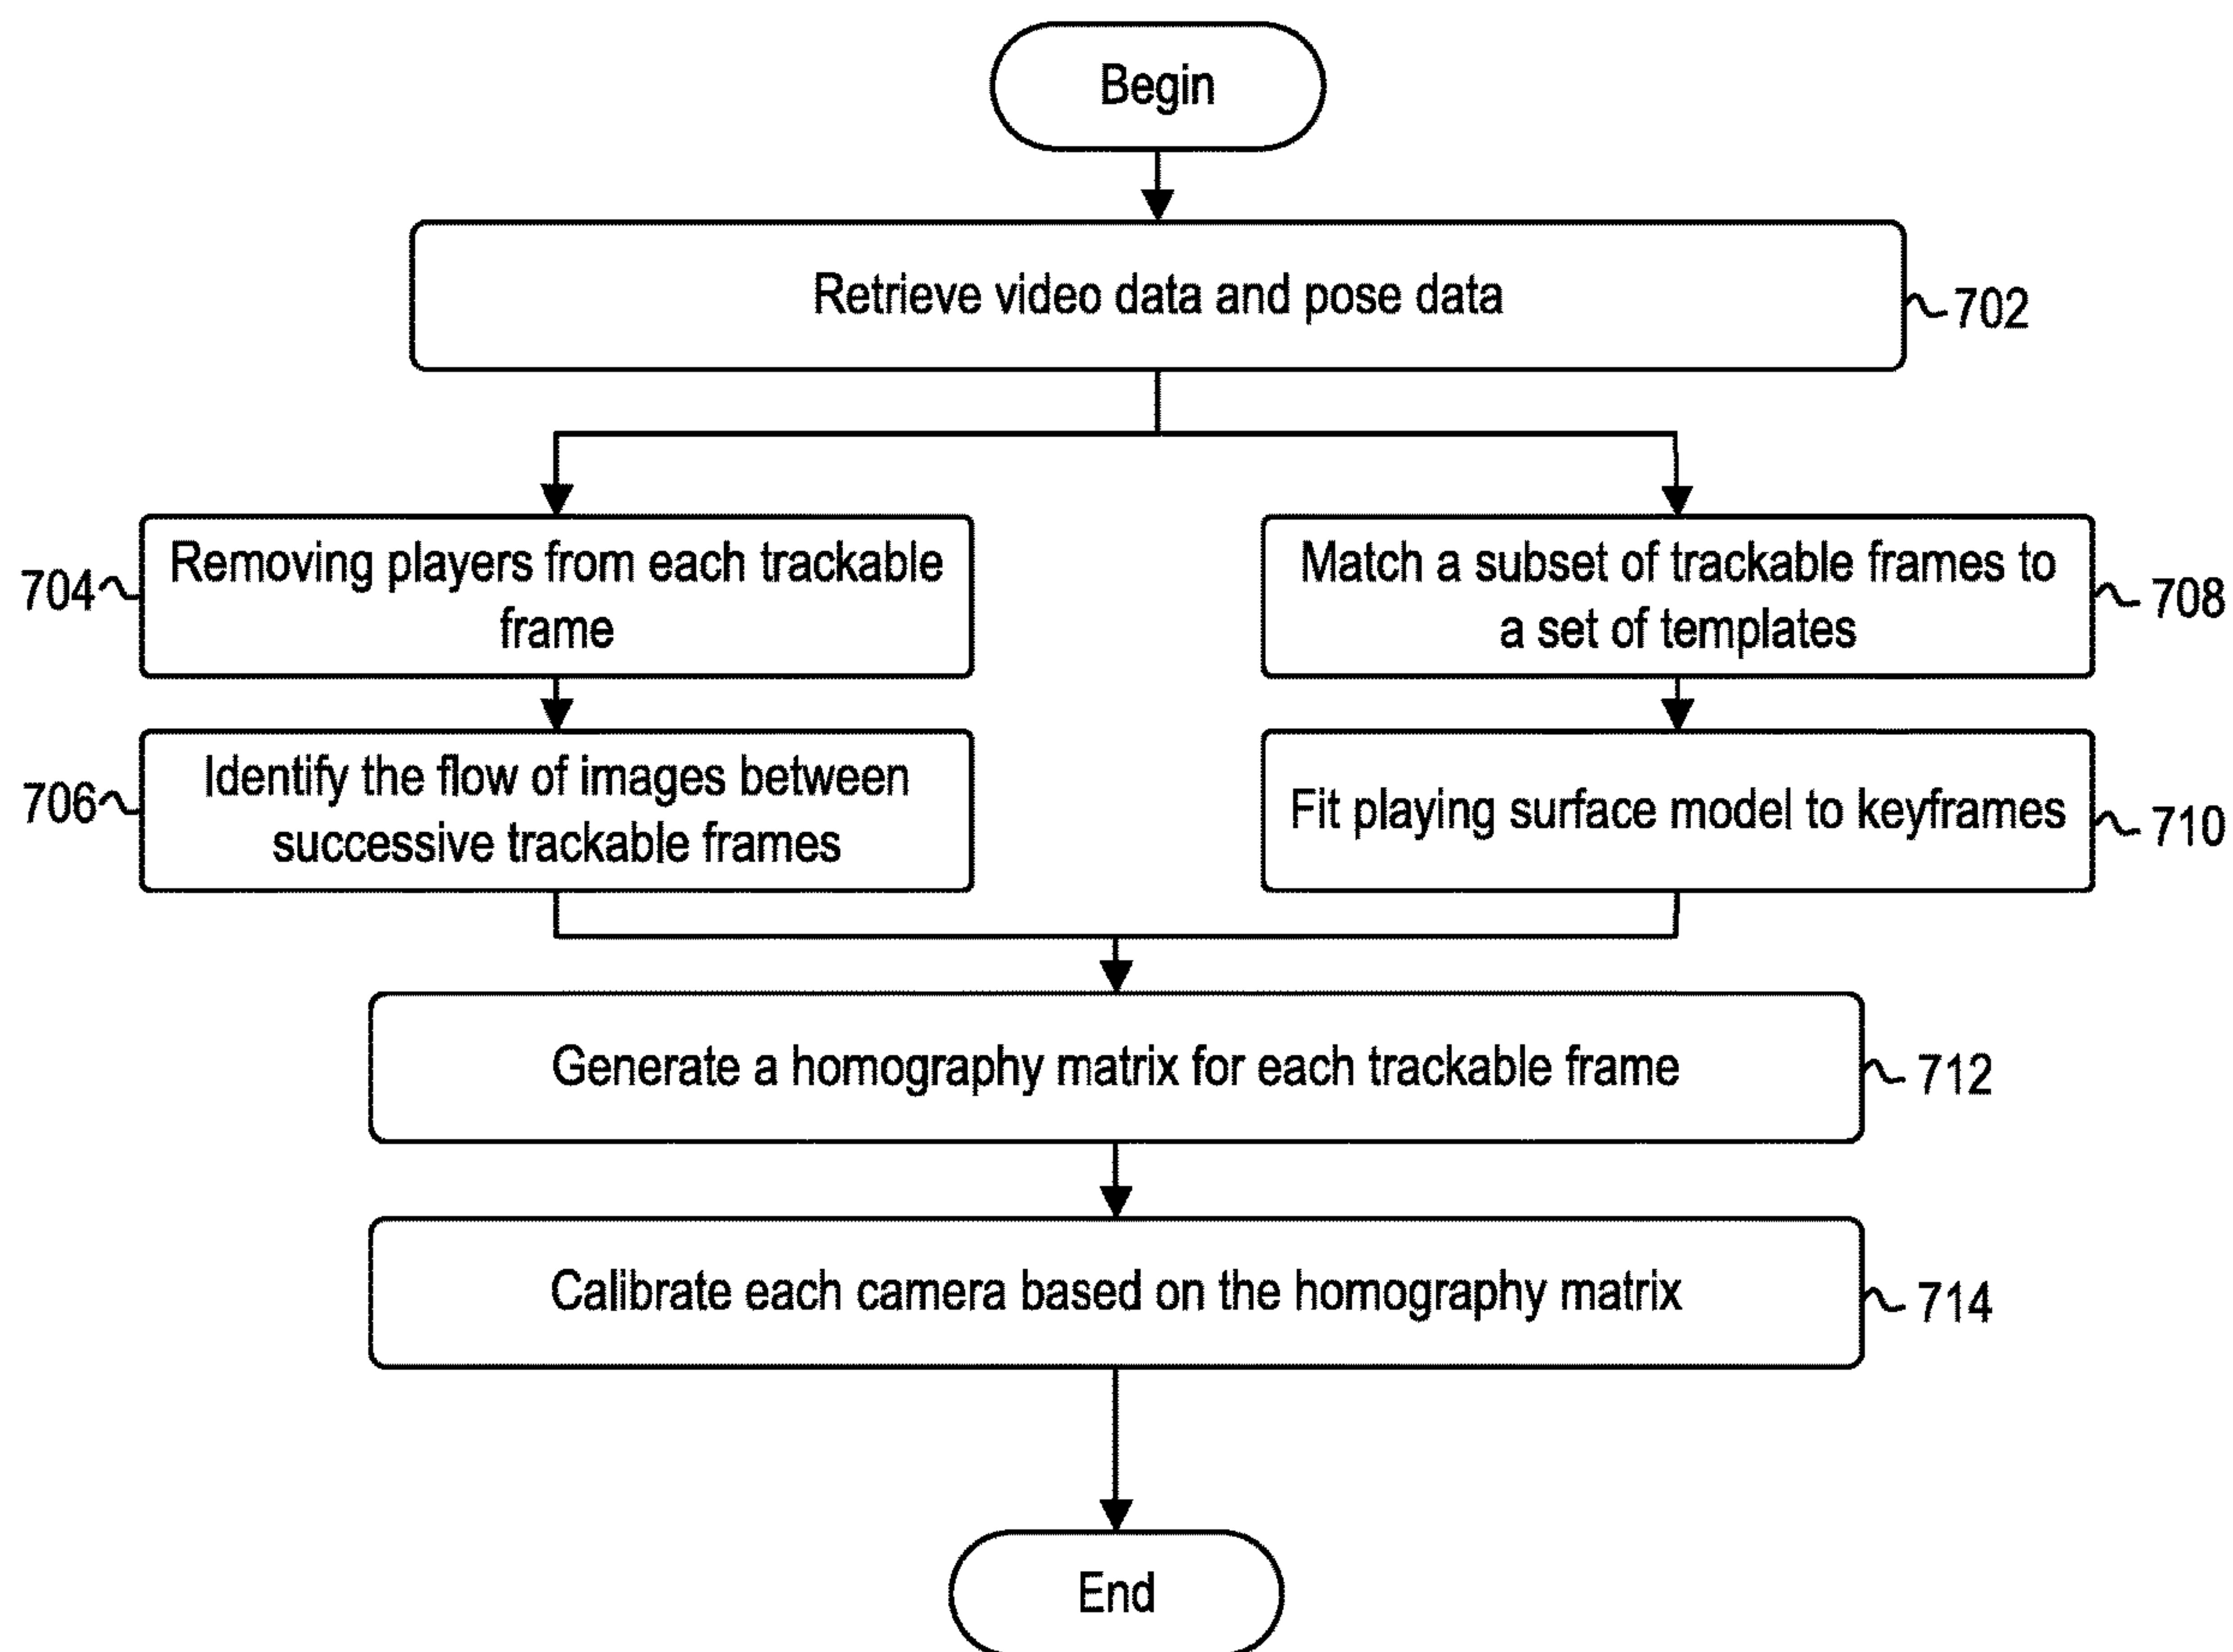 Begin
Retrieve video data and pose data
702
Removing players from each trackable
frame
704
Match a subset of trackable frames to
a set of templates
708
Identify the flow of images between
successive trackable frames
706
Fit playing surface model to keyframes
710
Generate a homography matrix for each trackable frame
712
Calibrate each camera based on the homography matrix
714
End